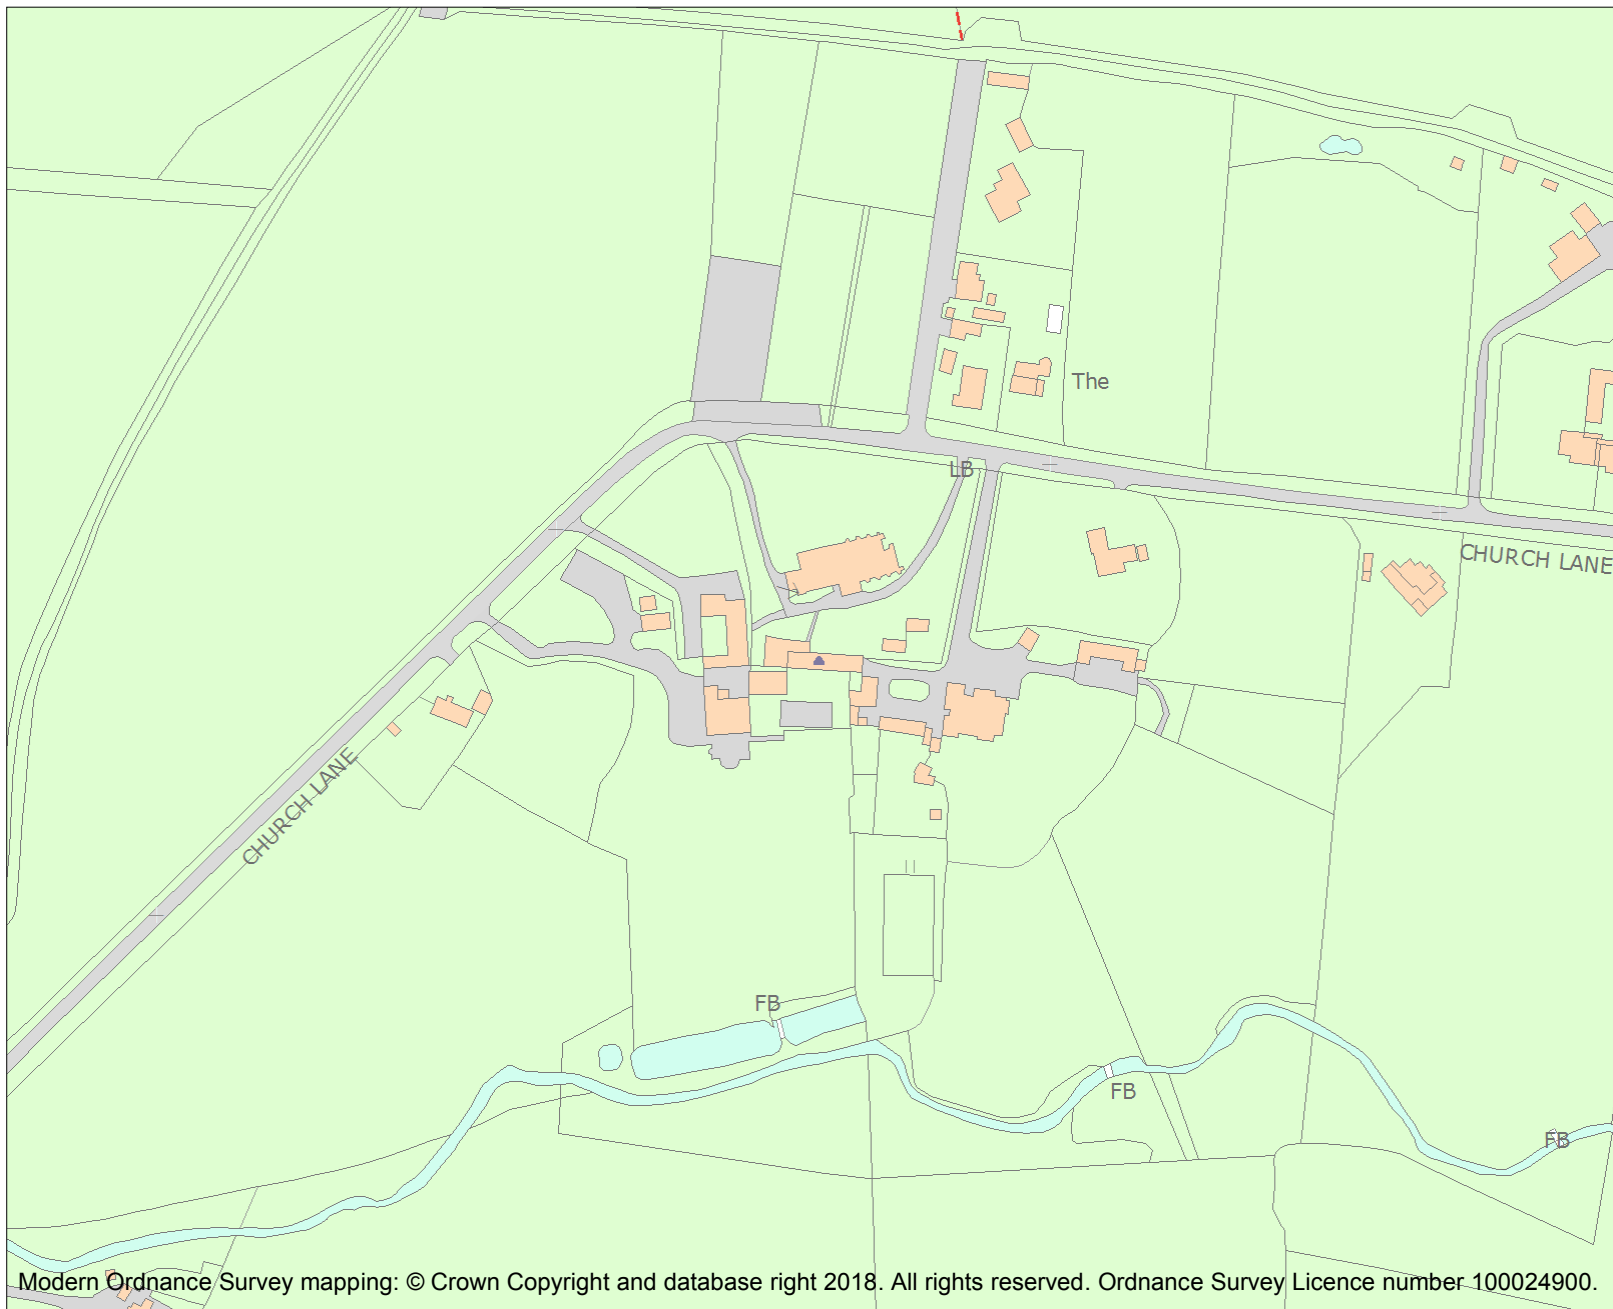 The
LB
CHURCH LANE
CHURCH LANE
FB
FB
FB
Modern Ordnance Survey mapping: © Crown Copyright and database right 2018. All rights reserved. Ordnance Survey Licence number 100024900.